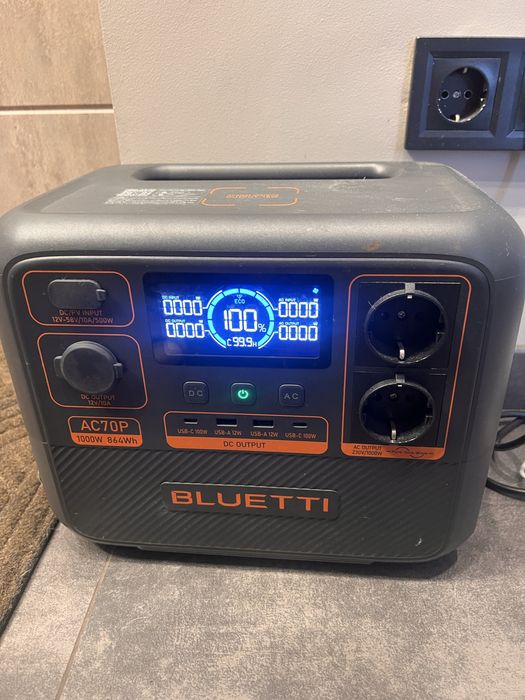 DC/PV INPUT
12V-58V/10A/500W
DC OUTPUT
12V/10A
AC70P
1000W 864Wh
DC INPUT
0000
DC OUTPUT
0000
ECO
100%
C 99.9H
AC INPUT
0000
AC OUTPUT
0000
DC
AC
USB-C 100W
USB-A 12W
USB-A 12W
USB-C 100W
DC OUTPUT
AC OUTPUT
230V/1000W
BLUETTI